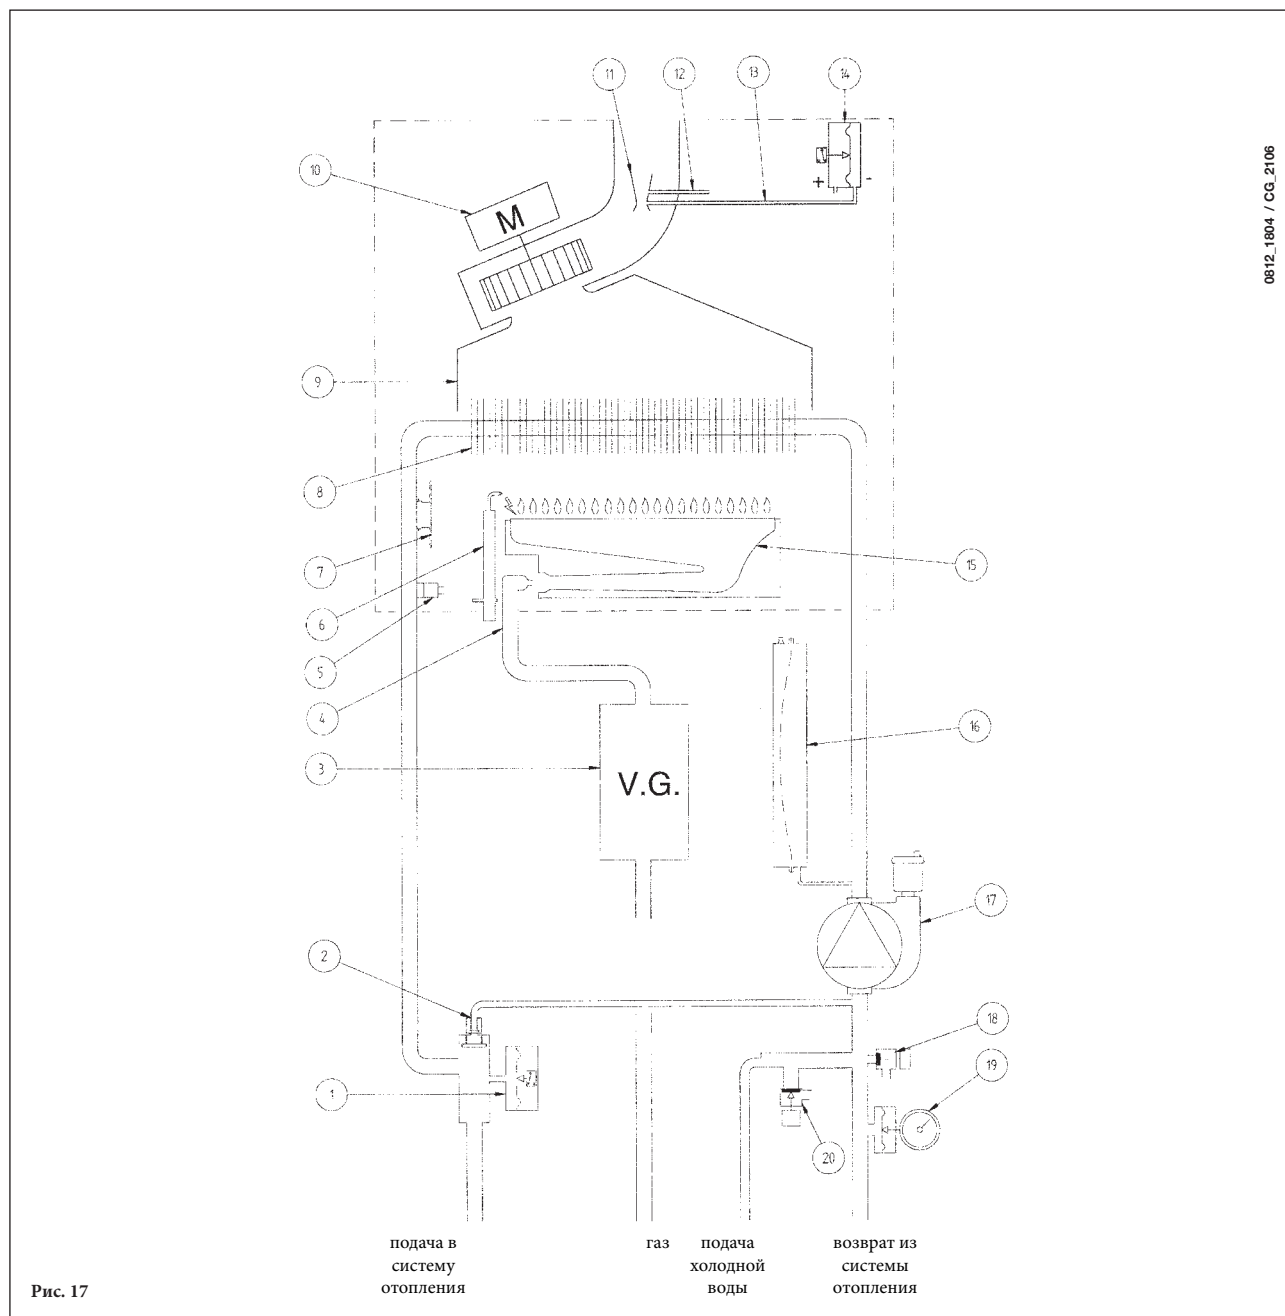 11
12
13
14
0812_1804 / CG_2106
10
M
+
-
9
8
7
6
5
4
15
3
V.G.
16
17
2
18
1
19
20
подача в
систему
отопления
газ
подача
холодной
воды
возврат из
системы
отопления
Рис. 17